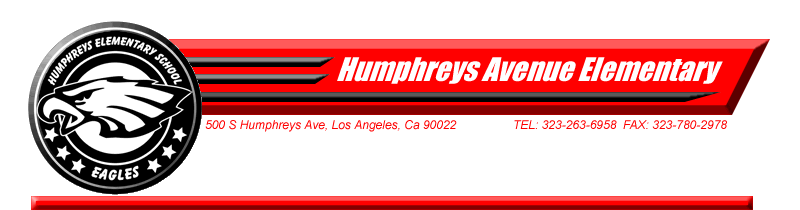 HUMPHREYS ELEMENTARY SCHOOL
EAGLES
Humphreys Avenue Elementary
500 S Humphreys Ave, Los Angeles, Ca 90022 TEL: 323-263-6958 FAX: 323-780-2978